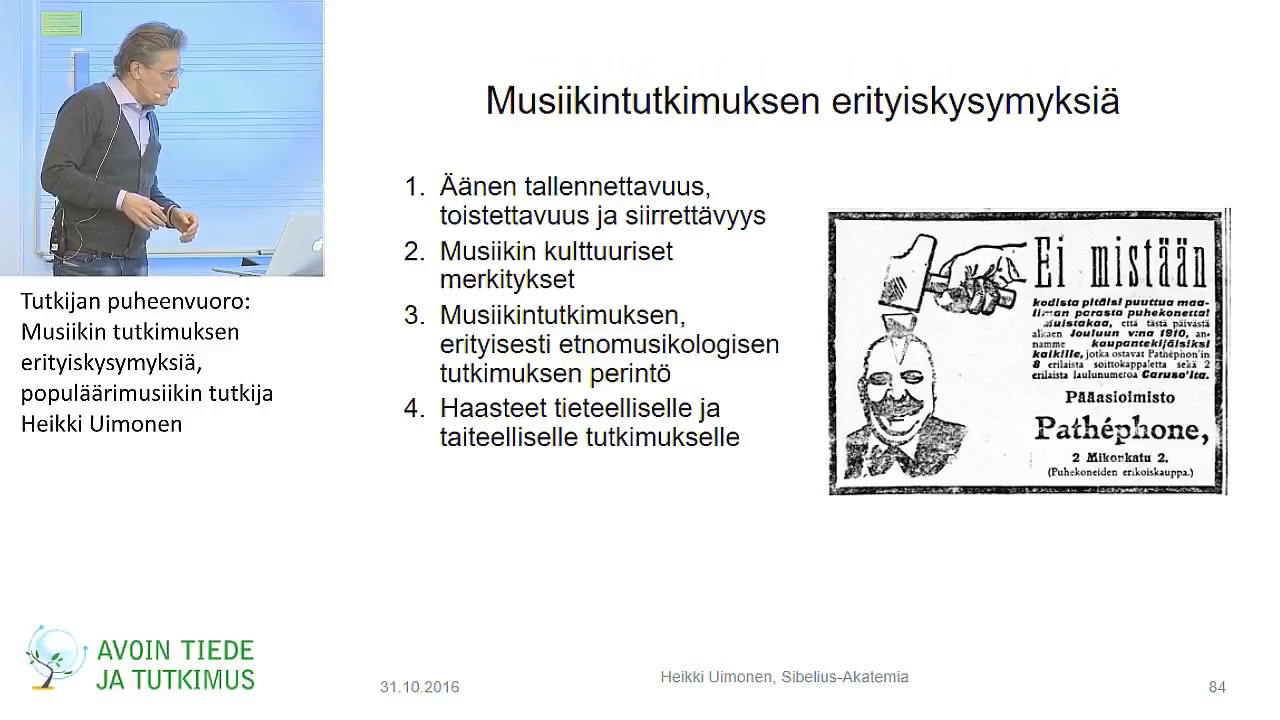 Musiikintutkimuksen erityiskysymyksiä
1. Äänen tallennettavuus,
toistettavuus ja siirrettävyys
2. Musiikin kulttuuriset
merkitykset
3. Musiikintutkimuksen,
erityisesti etnomusikologisen
tutkimuksen perintö
4. Haasteet tieteelliselle ja
taiteelliselle tutkimukselle
Ei mistään
kodista pitäisi puuttua maa-
ilman parasta puhekonetta!
Muistakaa, että tästä päivästä
alkaen Jouluun v:na 1910, an-
namme kaupantekijäisiksi
kaikille, jotka ostavat Pathéphon'in
8 erilaista soittokappaletta sekä 2
erilaista laulunumeroa Caruso'lta.
Pääasioimisto
Pathéphone,
2 Mikonkatu 2.
(Puhekoneiden erikoiskauppa.)
Tutkijan puheenvuoro:
Musiikin tutkimuksen
erityiskysymyksiä,
populäärimusiikin tutkija
Heikki Uimonen
AVOIN TIEDE
JA TUTKIMUS
31.10.2016
Heikki Uimonen, Sibelius-Akatemia
84